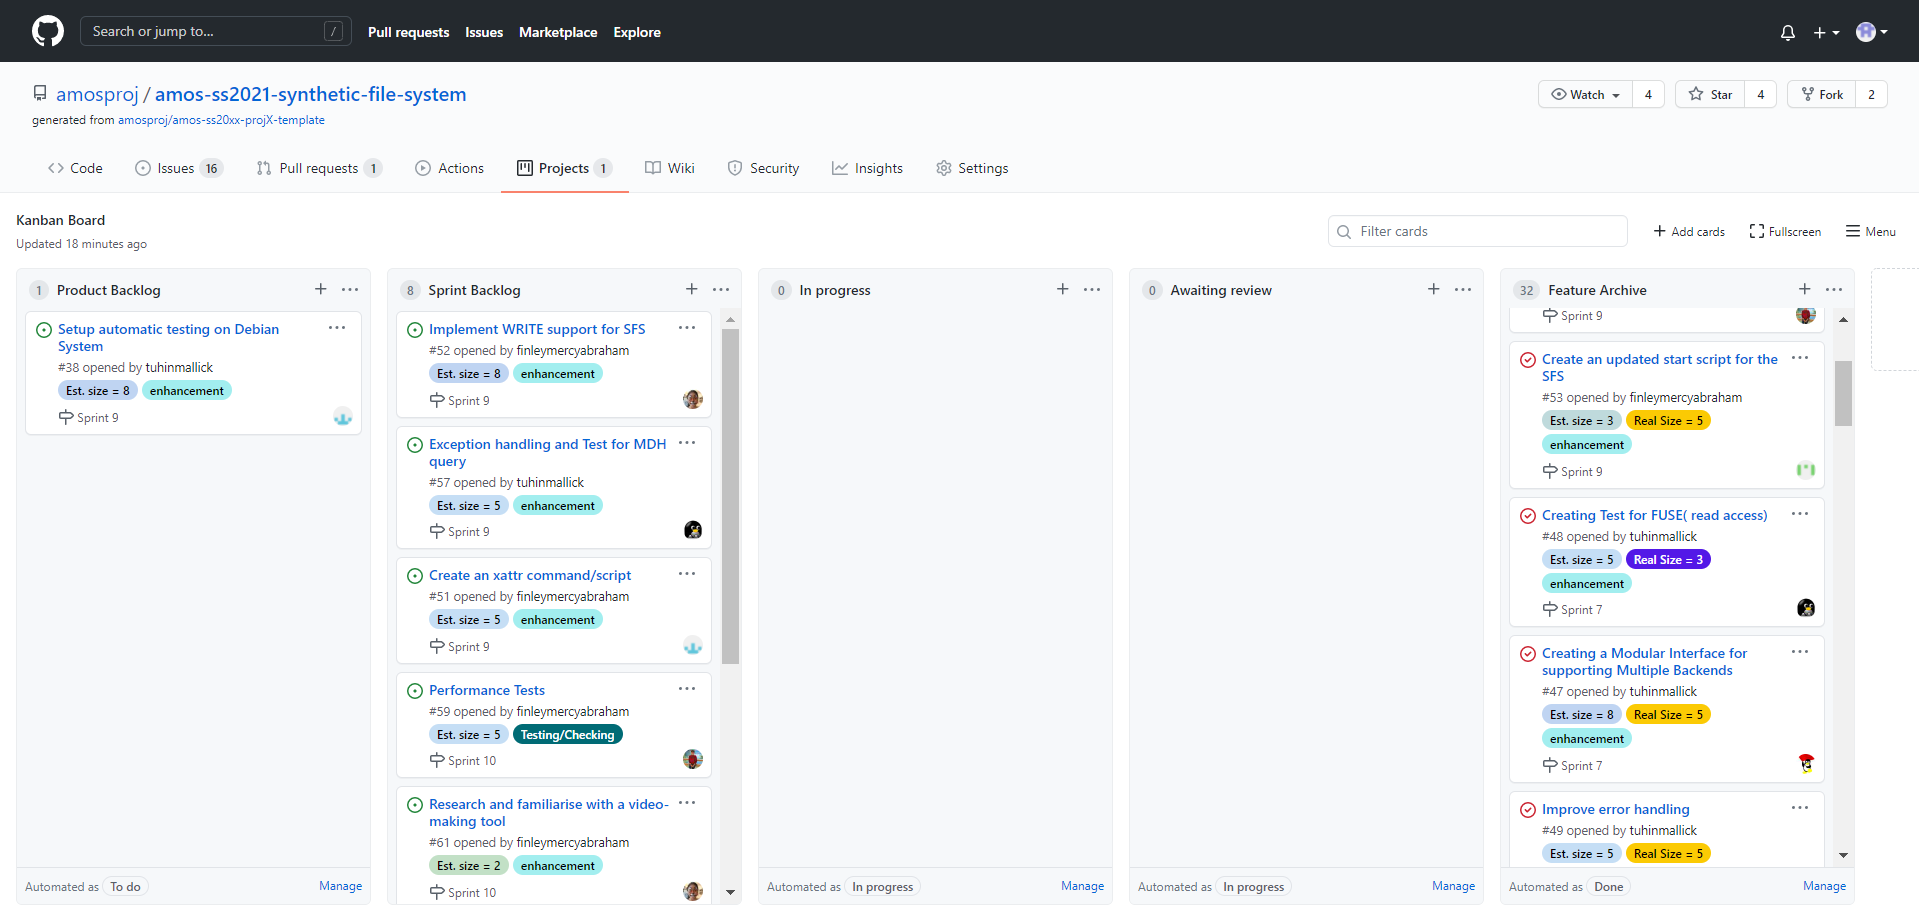 Search or jump to... /
Pull requests Issues Marketplace Explore
amosproj / amos-ss2021-synthetic-file-system
generated from amosproj/amos-ss20xx-projX-template
Watch 4 Star 4 Fork 2
Code Issues 16 Pull requests 1 Actions Projects 1 Wiki Security Insights Settings
Kanban Board
Updated 18 minutes ago
Filter cards
Add cards Fullscreen Menu
1 Product Backlog
Setup automatic testing on Debian
System
#38 opened by tuhinmallick
Est. size = 8 enhancement
Sprint 9
Automated as To do Manage
8 Sprint Backlog
Implement WRITE support for SFS
#52 opened by finleymercyabraham
Est. size = 8 enhancement
Sprint 9
Exception handling and Test for MDH
query
#57 opened by tuhinmallick
Est. size = 5 enhancement
Sprint 9
Create an xattr command/script
#51 opened by finleymercyabraham
Est. size = 5 enhancement
Sprint 9
Performance Tests
#59 opened by finleymercyabraham
Est. size = 5 Testing/Checking
Sprint 10
Research and familiarise with a video-
making tool
#61 opened by finleymercyabraham
Est. size = 2 enhancement
Sprint 10
0 In progress
Automated as In progress Manage
0 Awaiting review
Automated as In progress Manage
32 Feature Archive
Sprint 9
Create an updated start script for the
SFS
#53 opened by finleymercyabraham
Est. size = 3 Real Size = 5
enhancement
Sprint 9
Creating Test for FUSE( read access)
#48 opened by tuhinmallick
Est. size = 5 Real Size = 3
enhancement
Sprint 7
Creating a Modular Interface for
supporting Multiple Backends
#47 opened by tuhinmallick
Est. size = 8 Real Size = 5
enhancement
Sprint 7
Improve error handling
#49 opened by tuhinmallick
Est. size = 5 Real Size = 5
Automated as Done Manage